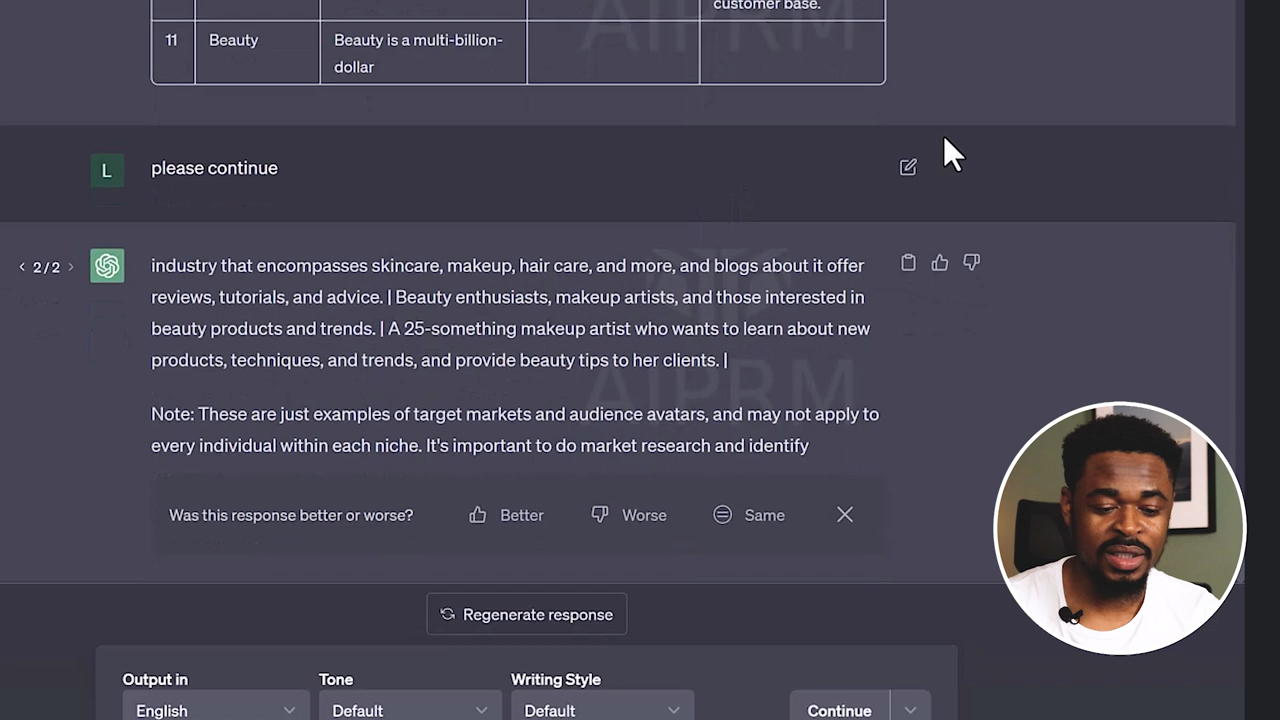 customer base.
11 Beauty Beauty is a multi-billion-
dollar
AIPRM
L please continue
2 / 2 industry that encompasses skincare, makeup, hair care, and more, and blogs about it offer
reviews, tutorials, and advice. | Beauty enthusiasts, makeup artists, and those interested in
beauty products and trends. | A 25-something makeup artist who wants to learn about new
products, techniques, and trends, and provide beauty tips to her clients. |
AIPRM
Note: These are just examples of target markets and audience avatars, and may not apply to
every individual within each niche. It's important to do market research and identify
Was this response better or worse? Better Worse Same
Regenerate response
Output in Tone Writing Style
English Default Default Continue